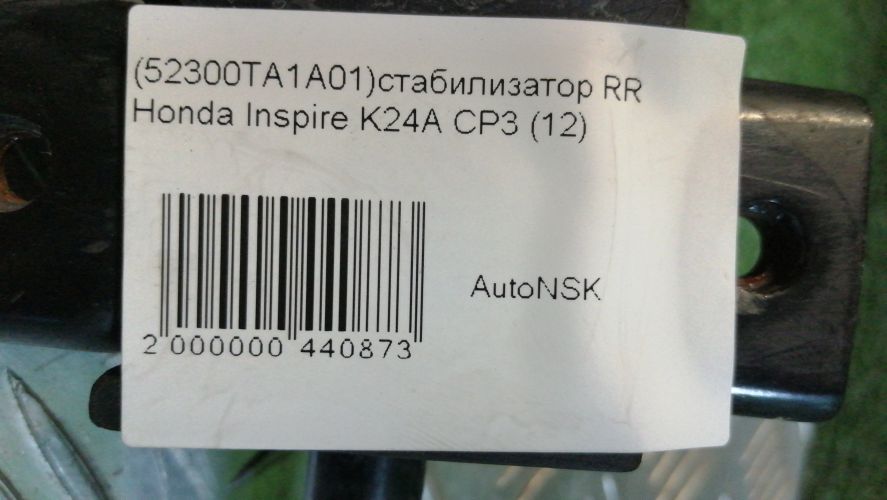 (52300TA1A01)стабилизатор RR
Honda Inspire K24A CP3 (12)
AutoNSK
2 000000 440873